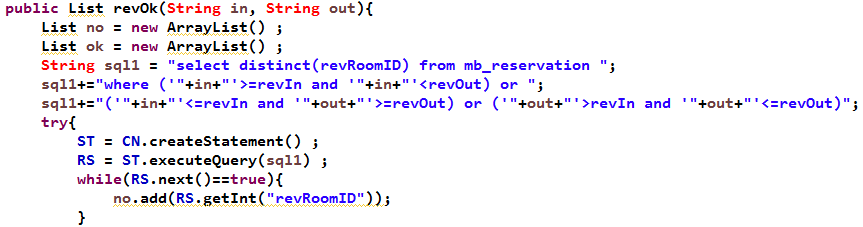 public List revOk(String in, String out){
    List no = new ArrayList() ;
    List ok = new ArrayList() ;
    String sql1 = "select distinct(revRoomID) from mb_reservation ";
    sql1+="where ('"+in+"'>=revIn and '"+in+"'<revOut) or ";
    sql1+="('"+in+"'<=revIn and '"+out+"'>=revOut) or ('"+out+"'>revIn and '"+out+"'<=revOut)";
    try{
        ST = CN.createStatement() ;
        RS = ST.executeQuery(sql1) ;
        while(RS.next()==true){
            no.add(RS.getInt("revRoomID"));
        }